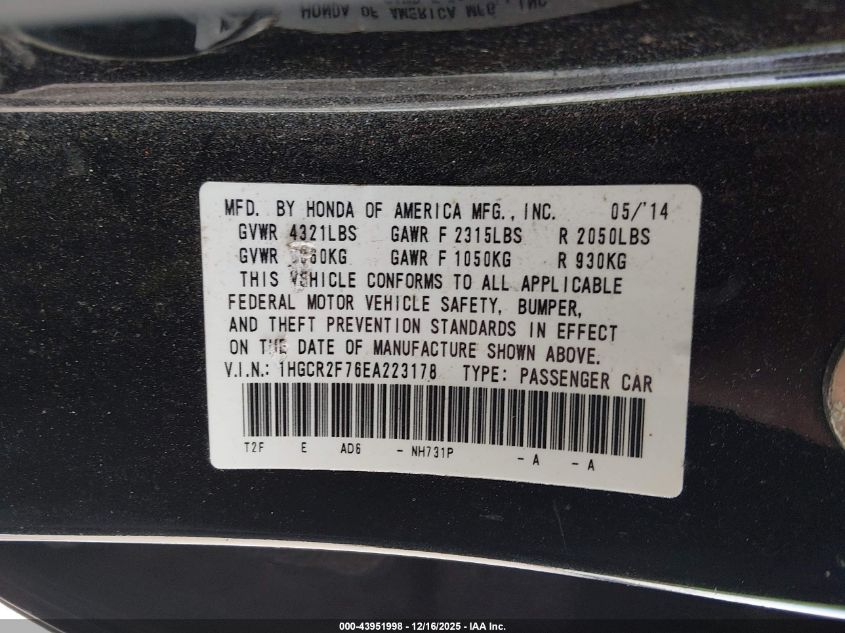 HONDA OF AMERICA MFG., INC.
MFD. BY HONDA OF AMERICA MFG., INC. 05/'14
GVWR 4321LBS GAWR F 2315LBS R 2050LBS
GVWR GAWR F 1050KG R 930KG
THIS VEHICLE CONFORMS TO ALL APPLICABLE
FEDERAL MOTOR VEHICLE SAFETY, BUMPER,
AND THEFT PREVENTION STANDARDS IN EFFECT
ON THE DATE OF MANUFACTURE SHOWN ABOVE.
V.I.N.: 1HGCR2F76EA223178 TYPE: PASSENGER CAR
T2F E AD6 - NH731P - A - A
000-43951998 - 12/16/2025 - IAA Inc.